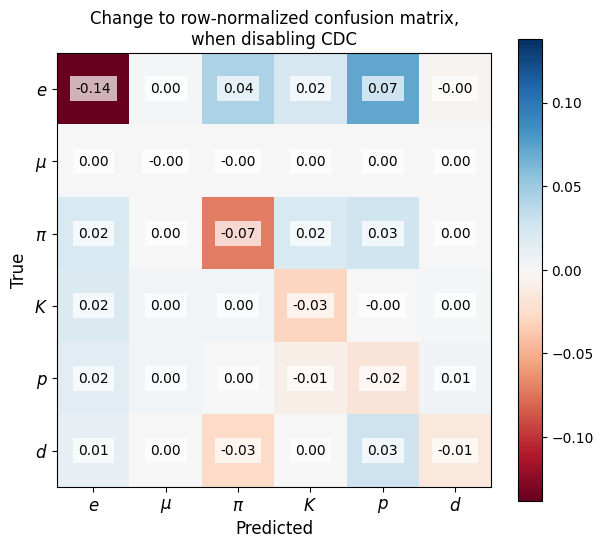 Change to row-normalized confusion matrix,
when disabling CDC
e -0.14 0.00 0.04 0.02 0.07 -0.00
μ 0.00 -0.00 -0.00 0.00 0.00 0.00
π 0.02 0.00 -0.07 0.02 0.03 0.00
K 0.02 0.00 0.00 -0.03 -0.00 0.00
p 0.02 0.00 0.00 -0.01 -0.02 0.01
d 0.01 0.00 -0.03 0.00 0.03 -0.01
e μ π K p d
True
Predicted
0.10
0.05
0.00
−0.05
−0.10